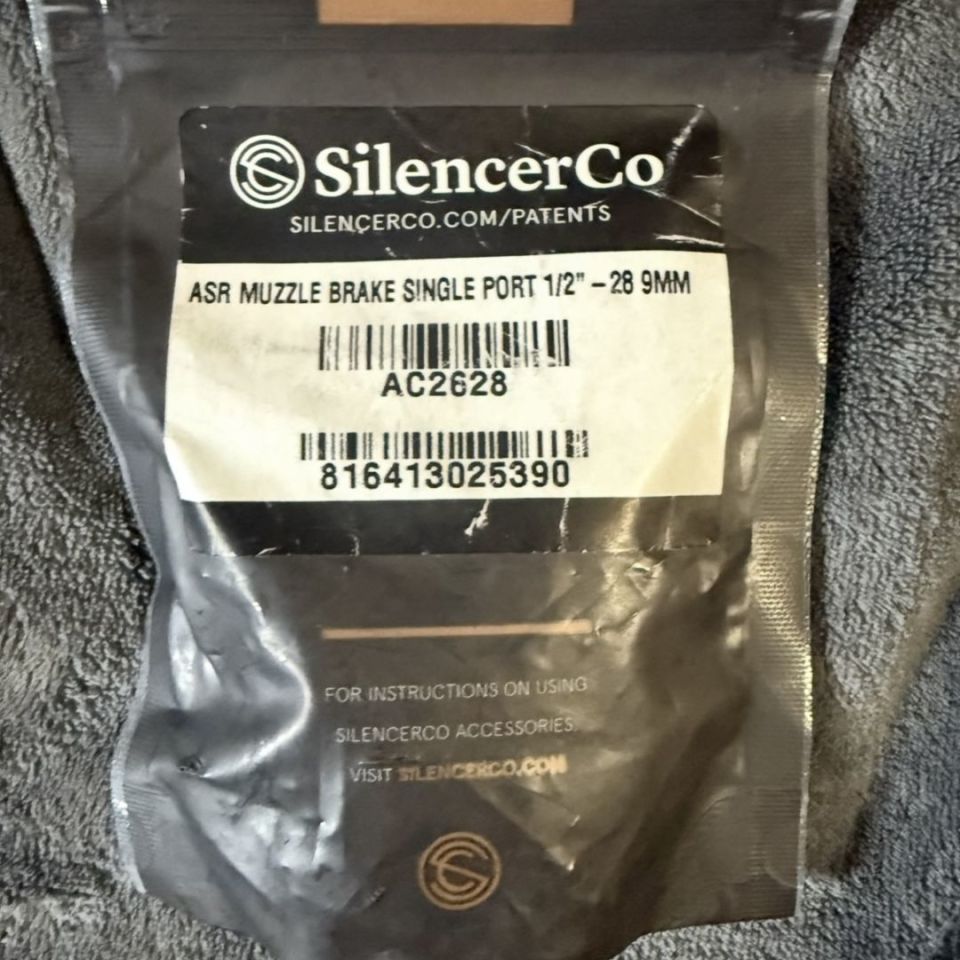 SilencerCo
SILENCERCO.COM/PATENTS
ASR MUZZLE BRAKE SINGLE PORT 1/2" – 28 9MM
AC2628
816413025390
FOR INSTRUCTIONS ON USING
SILENCERCO ACCESSORIES,
VISIT SILENCERCO.COM